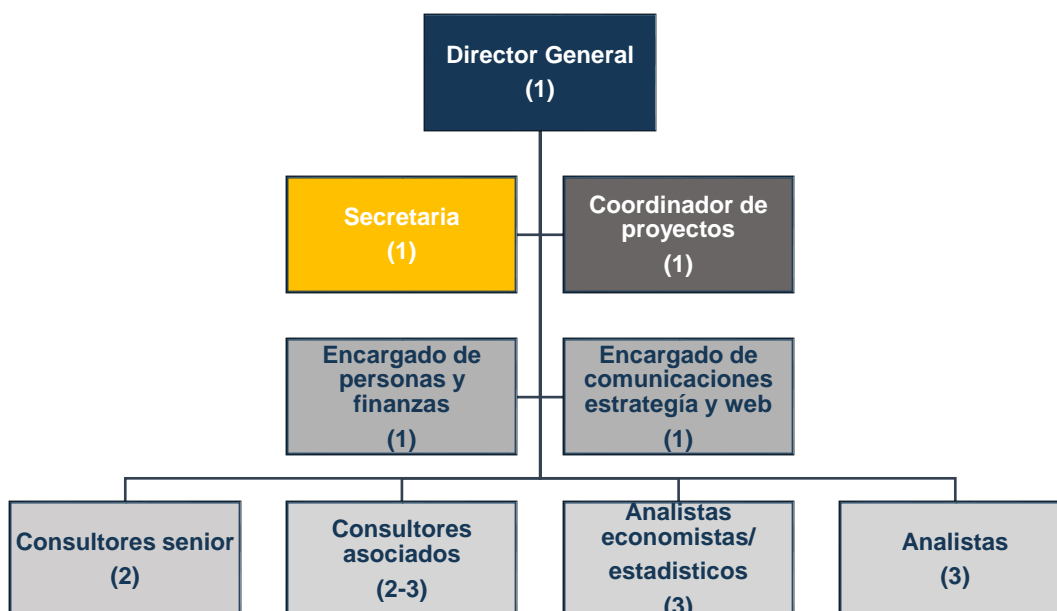 Director General
(1)
Secretaria
(1)
Coordinador de
proyectos
(1)
Encargado de
personas y
finanzas
(1)
Encargado de
comunicaciones
estrategía y web
(1)
Consultores senior
(2)
Consultores
asociados
(2-3)
Analistas
economistas/
estadisticos
(3)
Analistas
(3)